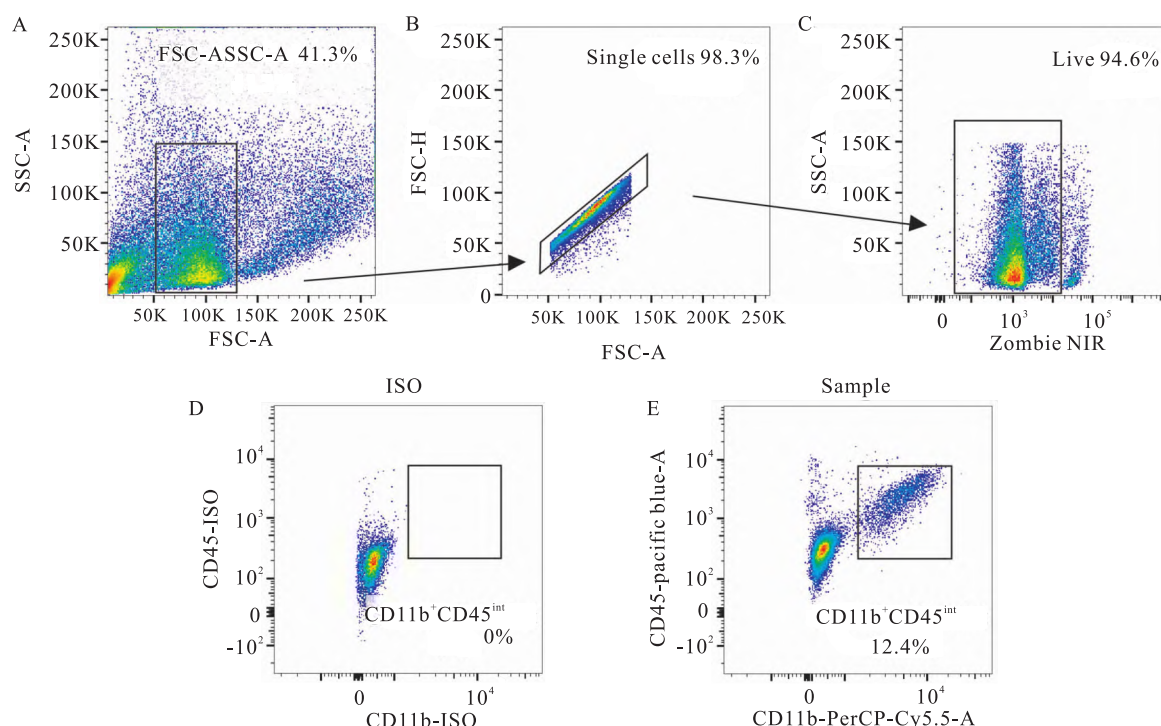 A
250K
200K
150K
100K
50K
SSC-A
FSC-ASSC-A 41.3%
50K 100K 150K 200K 250K
FSC-A
B
250K
200K
150K
100K
50K
0
FSC-H
Single cells 98.3%
50K 100K 150K 200K 250K
FSC-A
C
250K
200K
150K
100K
50K
0
SSC-A
Live 94.6%
0 10³ 10⁵
Zombie NIR
D
ISO
10⁴
10³
10²
0
-10²
CD45-ISO
CD11b⁺CD45ⁱⁿᵗ
0%
0 10⁴
CD11b-ISO
E
Sample
10⁴
10³
10²
0
-10²
CD45-pacific blue-A
CD11b⁺CD45ⁱⁿᵗ
12.4%
0 10⁴
CD11b-PerCP-Cy5.5-A